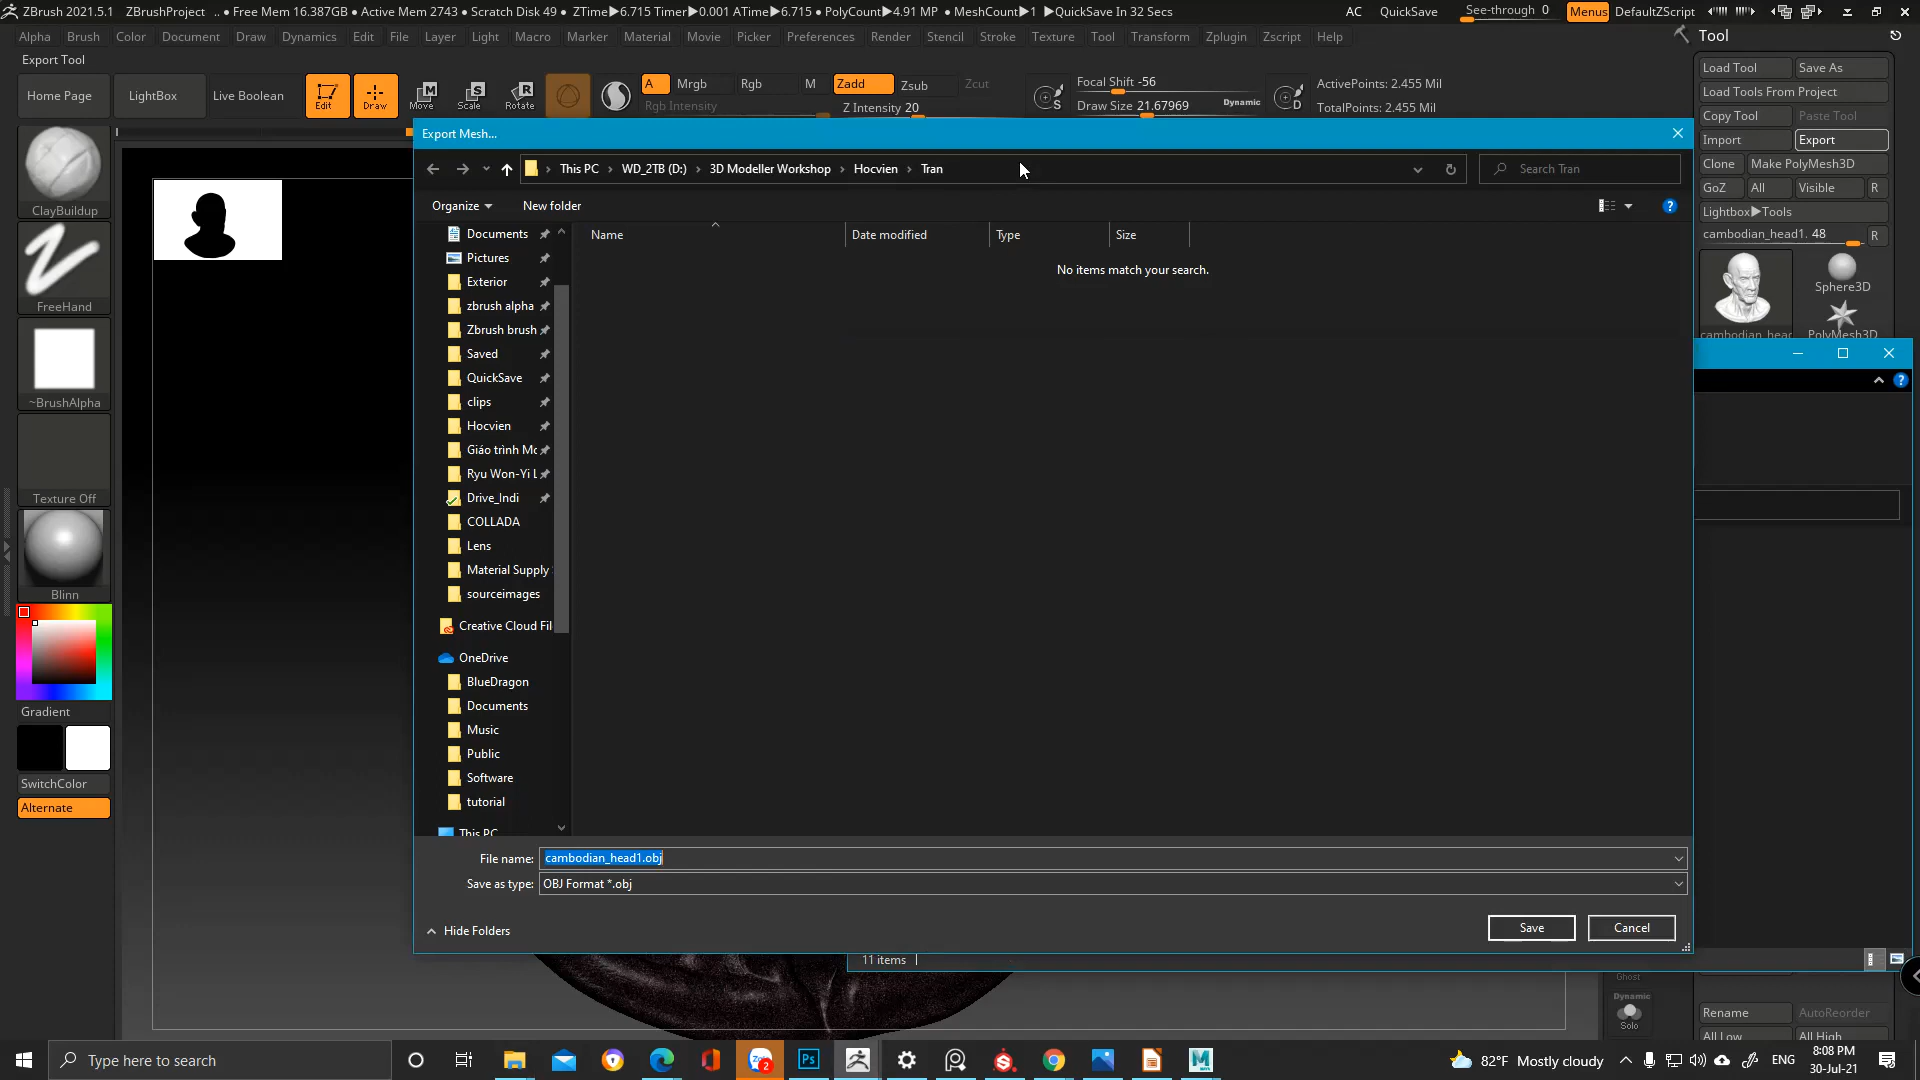 ZBrush 2021.5.1 ZBrushProject .. • Free Mem 16.387GB • Active Mem 2743 • Scratch Disk 49 • ZTime▶6.715 Timer▶0.001 ATime▶6.715 • PolyCount▶4.91 MP • MeshCount▶1 ▶QuickSave In 32 Secs AC QuickSave See-through 0 Menus DefaultZScript
Alpha Brush Color Document Draw Dynamics Edit File Layer Light Macro Marker Material Movie Picker Preferences Render Stencil Stroke Texture Tool Transform Zplugin Zscript Help
Tool
Export Tool
Load Tool Save As
Load Tools From Project
Copy Tool Paste Tool
Import Export
Clone Make PolyMesh3D
GoZ All Visible R
Lightbox▶Tools
cambodian_head1. 48 R
Sphere3D
cambodian_head PolyMesh3D
Home Page LightBox Live Boolean Edit Draw Move Scale Rotate
A Mrgb Rgb M Zadd Zsub Zcut
Rgb Intensity Z Intensity 20
Focal Shift -56
Draw Size 21.67969 Dynamic
S D
ActivePoints: 2.455 Mil
TotalPoints: 2.455 Mil
ClayBuildup
FreeHand
~BrushAlpha
Texture Off
Blinn
Gradient
SwitchColor
Alternate
Export Mesh...
This PC › WD_2TB (D:) › 3D Modeller Workshop › Hocvien › Tran
Search Tran
Organize New folder
Name Date modified Type Size
No items match your search.
Documents
Pictures
Exterior
zbrush alpha
Zbrush brush
Saved
QuickSave
clips
Hocvien
Giáo trình Mc
Ryu Won-Yi L
Drive_Indi
COLLADA
Lens
Material Supply
sourceimages
Creative Cloud Fil
OneDrive
BlueDragon
Documents
Music
Public
Software
tutorial
This PC
File name: cambodian_head1.obj
Save as type: OBJ Format *.obj
Hide Folders
Save Cancel
11 items
Ghost
Dynamic
Solo
Rename AutoReorder
All Low All High
Type here to search
82°F Mostly cloudy
ENG
8:08 PM
30-Jul-21